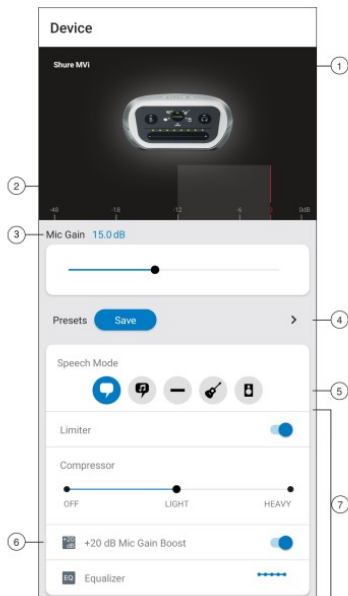 Device
Shure MVi
1
2
-48 -18 -12 -6 0dB
3 Mic Gain 15.0 dB
Presets Save > 4
Speech Mode
5
Limiter
Compressor
OFF LIGHT HEAVY
7
6 +20 dB Mic Gain Boost
EQ Equalizer